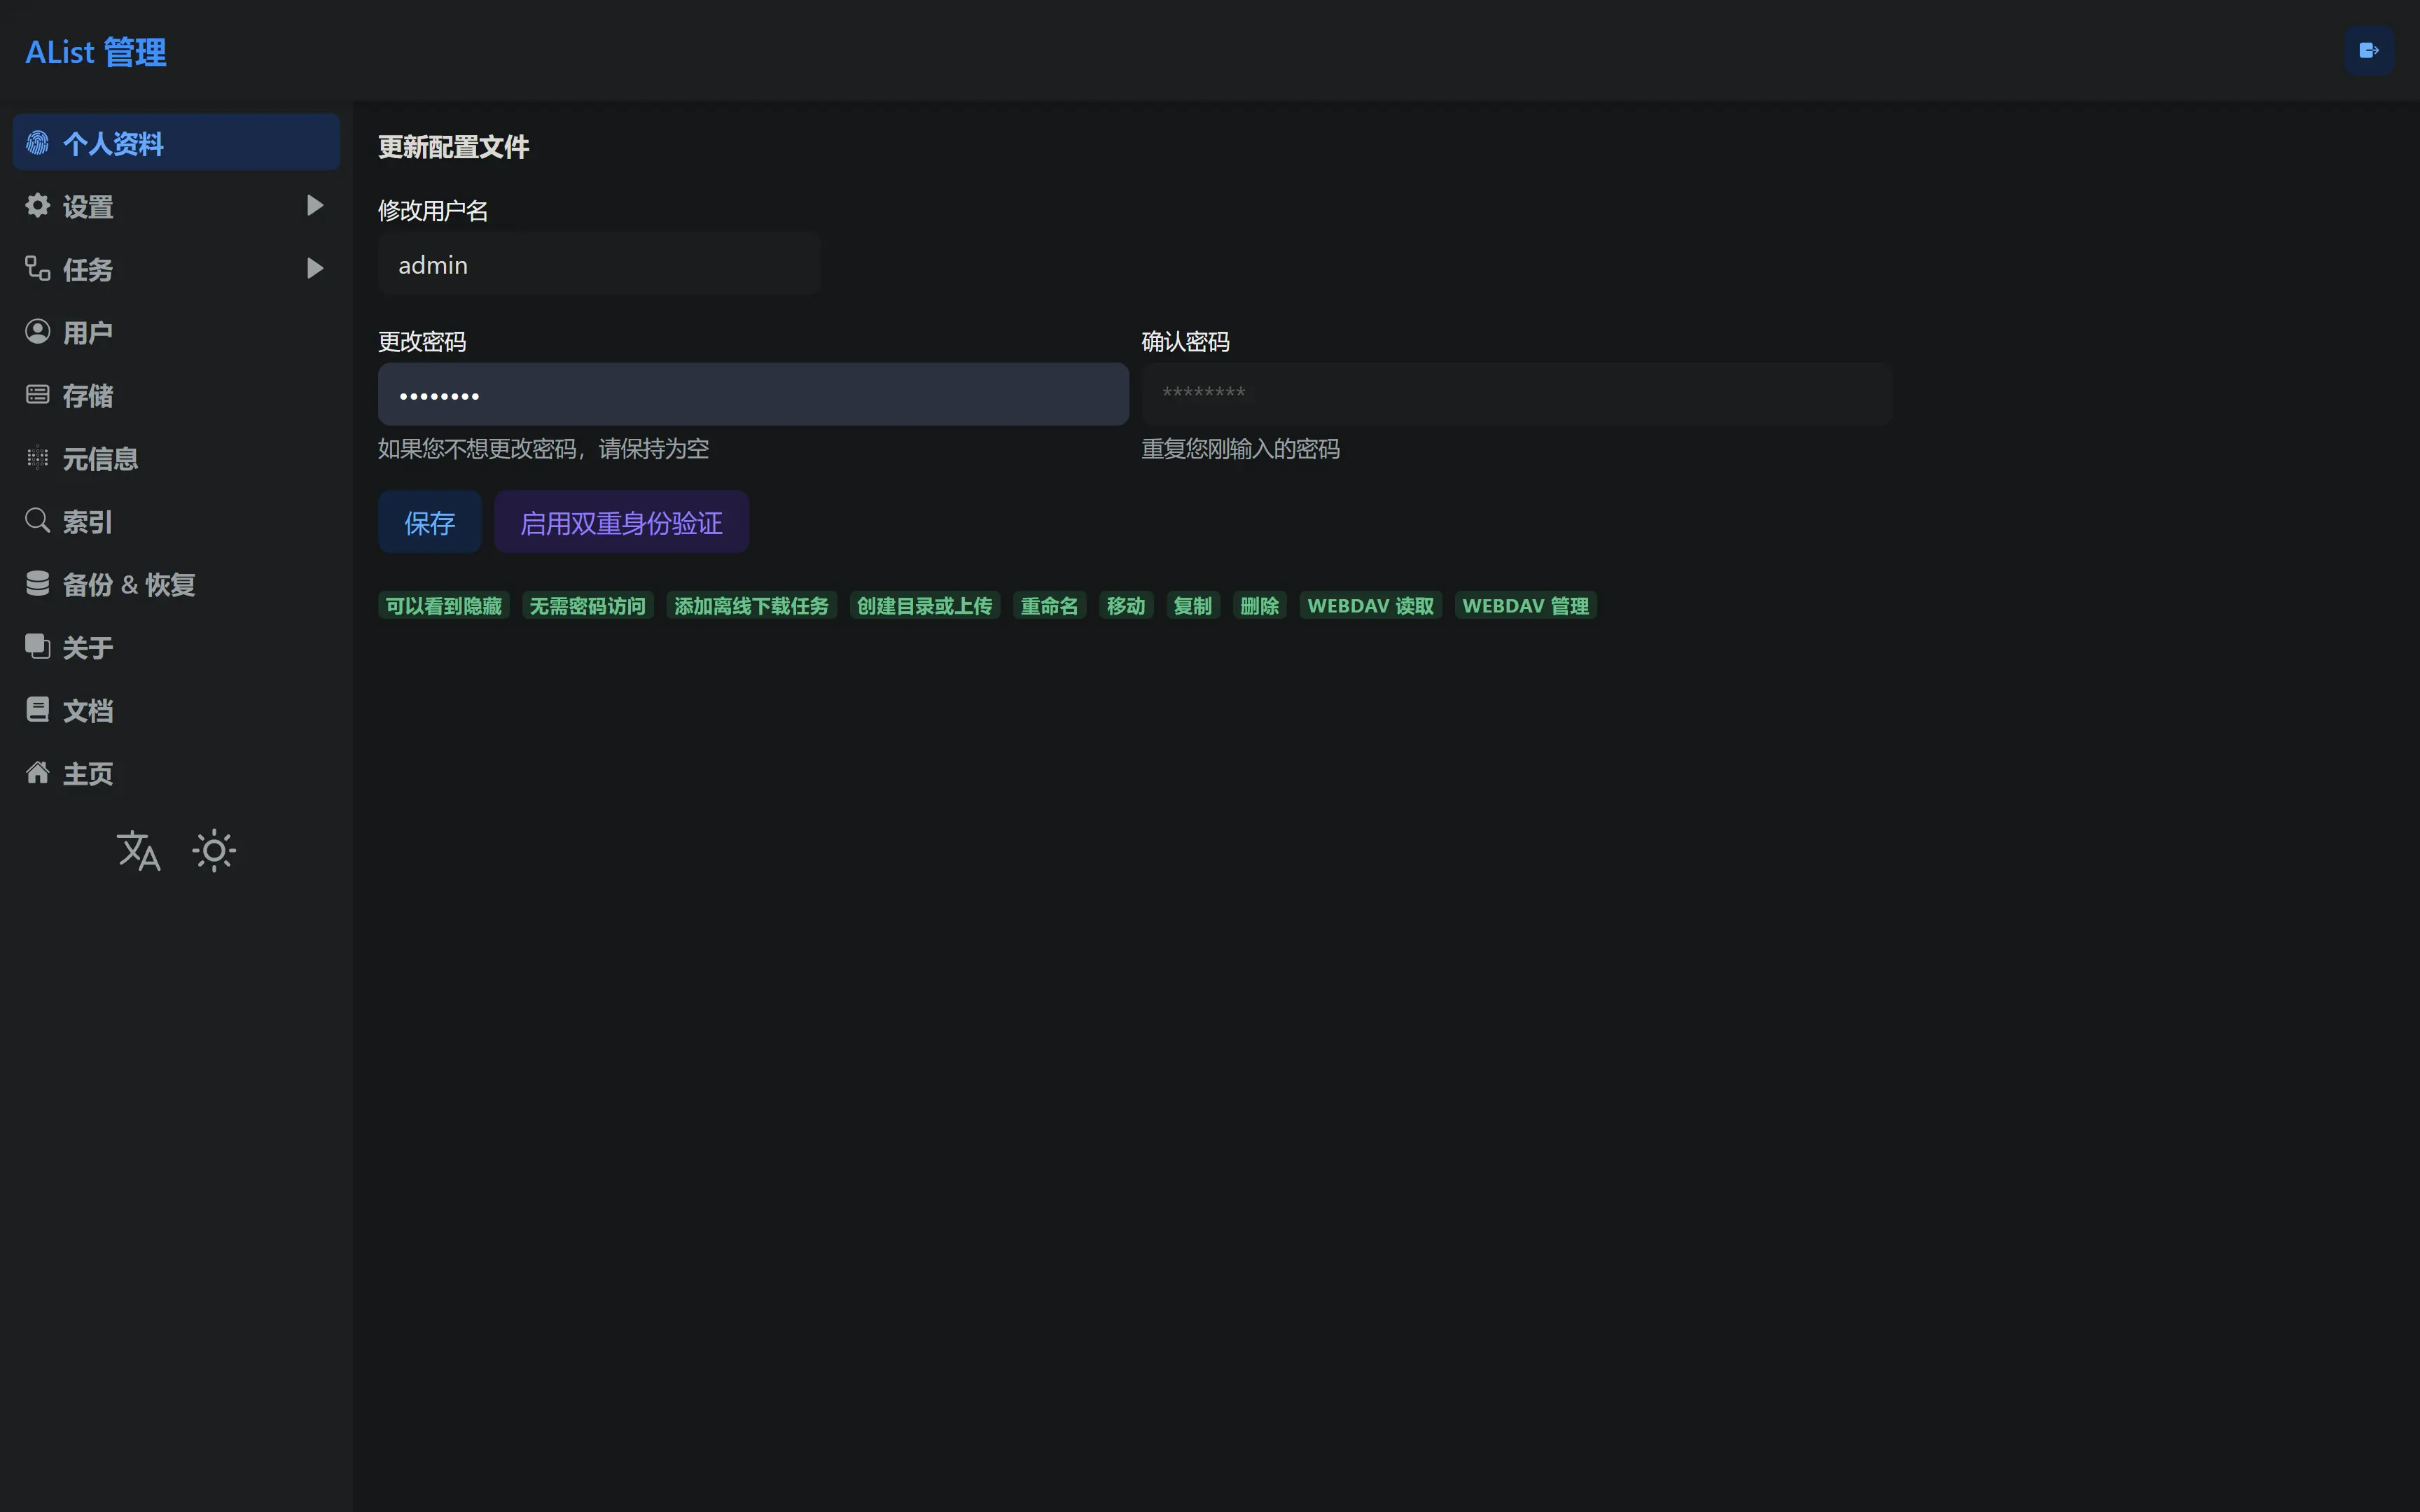 AList 管理
个人资料
设置
任务
用户
存储
元信息
索引
备份 & 恢复
关于
文档
主页
更新配置文件
修改用户名
admin
更改密码
••••••••
如果您不想更改密码，请保持为空
确认密码
********
重复您刚输入的密码
保存 启用双重身份验证
可以看到隐藏 无需密码访问 添加离线下载任务 创建目录或上传 重命名 移动 复制 删除 WEBDAV 读取 WEBDAV 管理